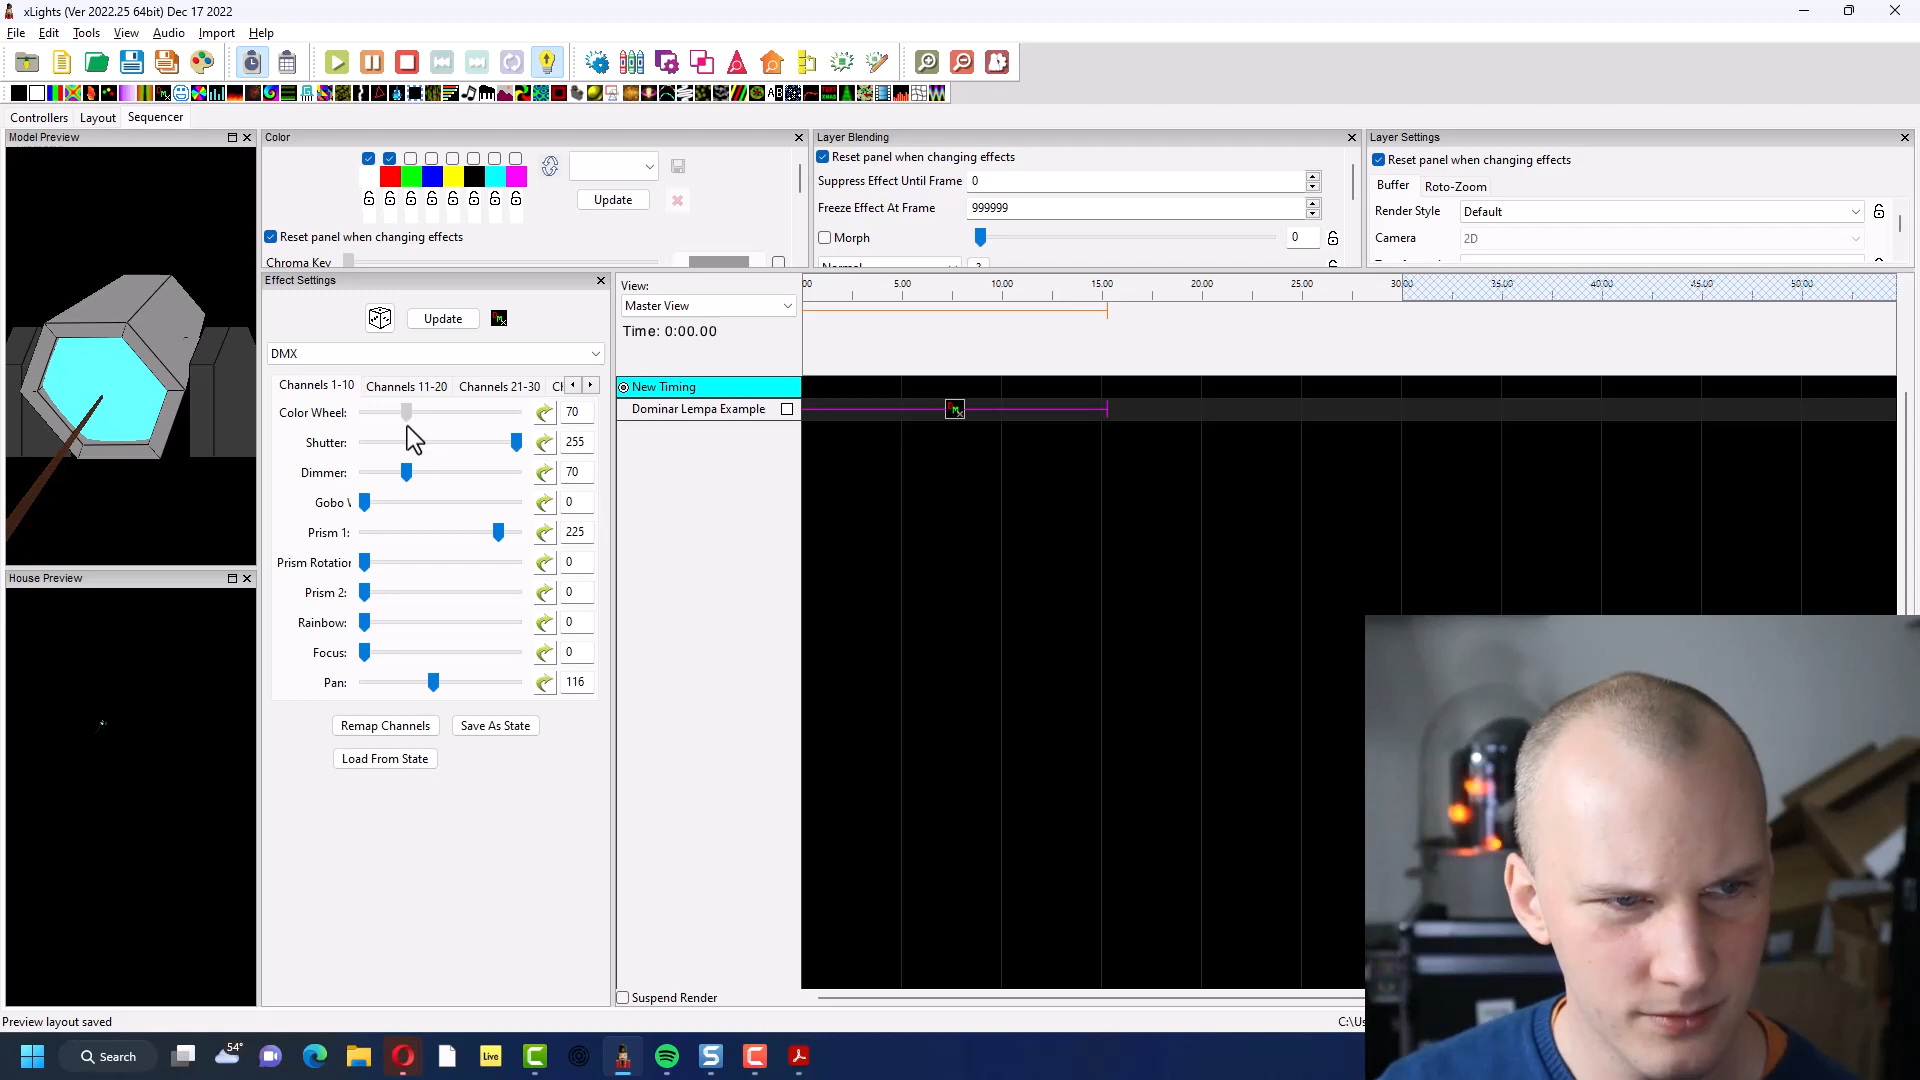 xLights (Ver 2022.25 64bit) Dec 17 2022
File Edit Tools View Audio Import Help
Controllers Layout Sequencer
Model Preview
Color
Update
Reset panel when changing effects
Chroma Key
Layer Blending
Reset panel when changing effects
Suppress Effect Until Frame 0
Freeze Effect At Frame 999999
Morph 0
Layer Settings
Reset panel when changing effects
Buffer Roto-Zoom
Render Style Default
Camera 2D
Effect Settings
Update
DMX
Channels 1-10 Channels 11-20 Channels 21-30
Color Wheel: 70
Shutter: 255
Dimmer: 70
Gobo 0
Prism 1: 225
Prism Rotation 0
Prism 2: 0
Rainbow: 0
Focus: 0
Pan: 116
Remap Channels Save As State
Load From State
View:
Master View
Time: 0:00.00
00 5.00 10.00 15.00 20.00 25.00 30.00 35.00 40.00 45.00 50.00
New Timing
Dominar Lempa Example
Suspend Render
House Preview
Preview layout saved
C:\Us
Search
54°
Live